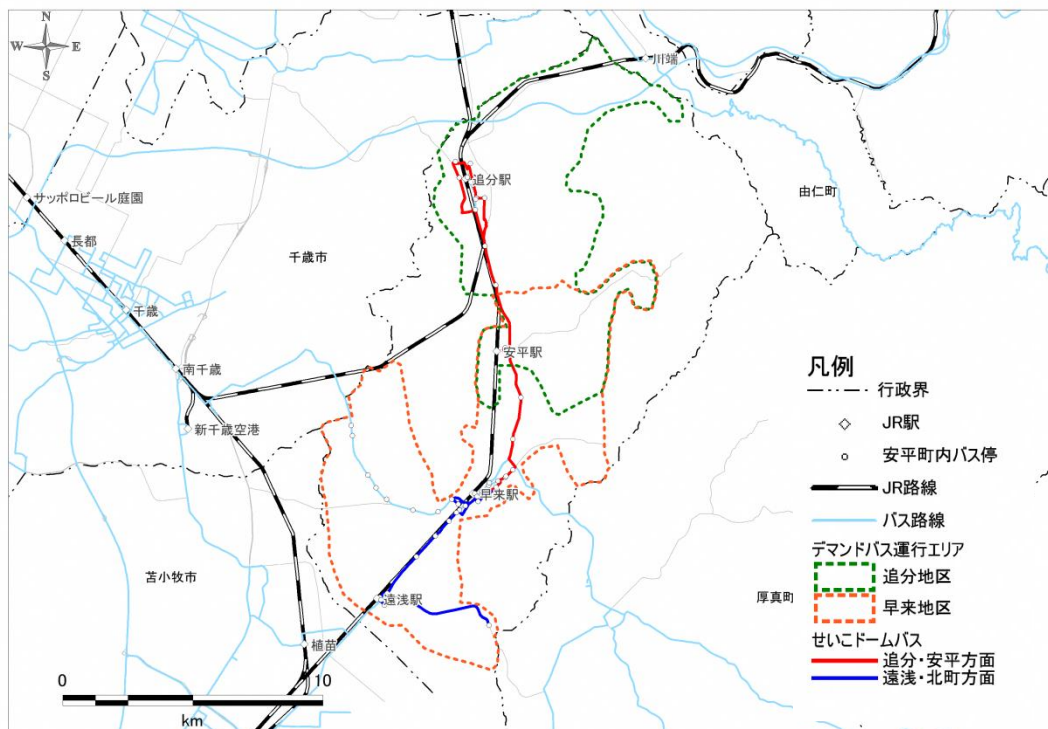 N
W E
S
川端
追分駅
由仁町
サッポロビール庭園
長都
千歳市
千歳
安平駅
南千歳
新千歳空港
早来駅
苫小牧市
遠浅駅
厚真町
植苗
0 10
km
凡例
行政界
JR駅
安平町内バス停
JR路線
バス路線
デマンドバス運行エリア
追分地区
早来地区
せいこドームバス
追分・安平方面
遠浅・北町方面